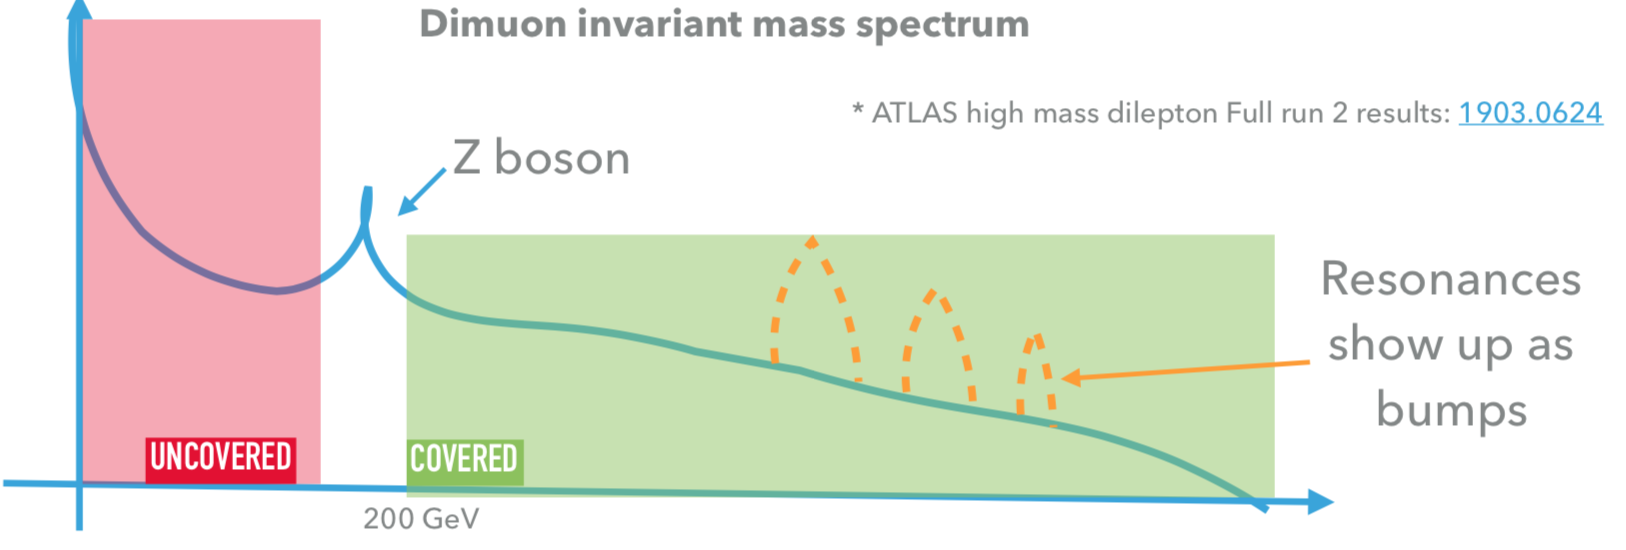 Dimuon invariant mass spectrum
* ATLAS high mass dilepton Full run 2 results: 1903.0624
Z boson
Resonances
show up as
bumps
UNCOVERED
COVERED
200 GeV